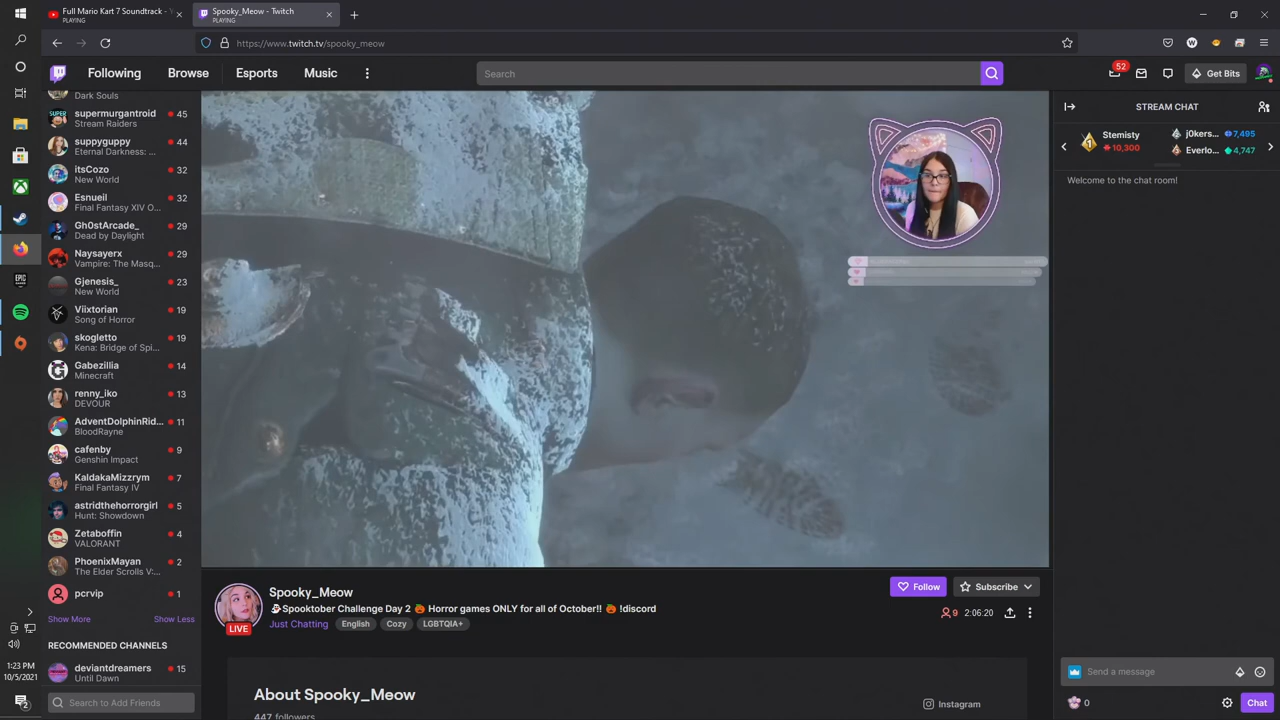 Full Mario Kart 7 Soundtrack -
PLAYING
Spooky_Meow - Twitch
PLAYING
https://www.twitch.tv/spooky_meow
Following
Browse
Esports
Music
Search
52
Get Bits
Dark Souls
supermurgantroid 45
Stream Raiders
suppyguppy 44
Eternal Darkness: ...
itsCozo 32
New World
Esnueil 32
Final Fantasy XIV O...
Gh0stArcade_ 29
Dead by Daylight
Naysayerx 29
Vampire: The Masq...
Gjenesis_ 23
New World
Viixtorian 19
Song of Horror
skogletto 19
Kena: Bridge of Spi...
Gabezillia 14
Minecraft
renny_iko 13
DEVOUR
AdventDolphinRid... 11
BloodRayne
cafenby 9
Genshin Impact
KaldakaMizzrym 7
Final Fantasy IV
astridthehorrorgirl 5
Hunt: Showdown
Zetaboffin 4
VALORANT
PhoenixMayan 2
The Elder Scrolls V:...
pcrvip 1
Show More Show Less
RECOMMENDED CHANNELS
deviantdreamers 15
Until Dawn
Search to Add Friends
1:23 PM
10/5/2021
2
EPIC
SUPER
LIVE
Spooky_Meow
Spooktober Challenge Day 2 🎃 Horror games ONLY for all of October!! 🎃 !discord
Just Chatting English Cozy LGBTQIA+
Follow
Subscribe
9 2:06:20
About Spooky_Meow
447 followers
Instagram
STREAM CHAT
1
Stemisty
10,300
j0kers... 7,495
Everlo... 4,747
Welcome to the chat room!
Send a message
0
Chat